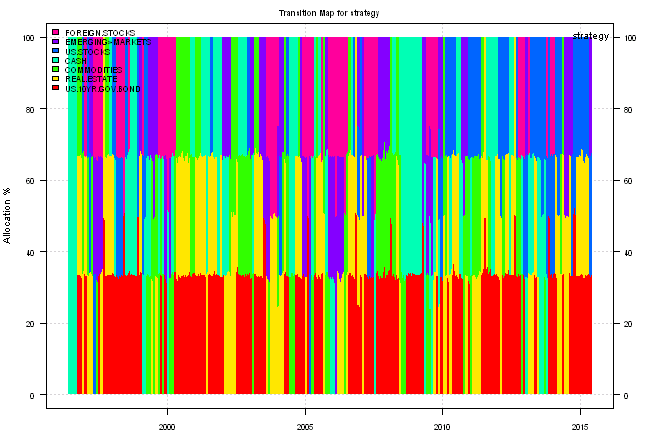 Transition Map for strategy
strategy
FOREIGN.STOCKS
EMERGING>MARKETS
US.STOCKS
CASH
COMMODITIES
REAL.ESTATE
US.10YR.GOV.BOND
Allocation %
100
80
60
40
20
0
100
80
60
40
20
0
2000
2005
2010
2015